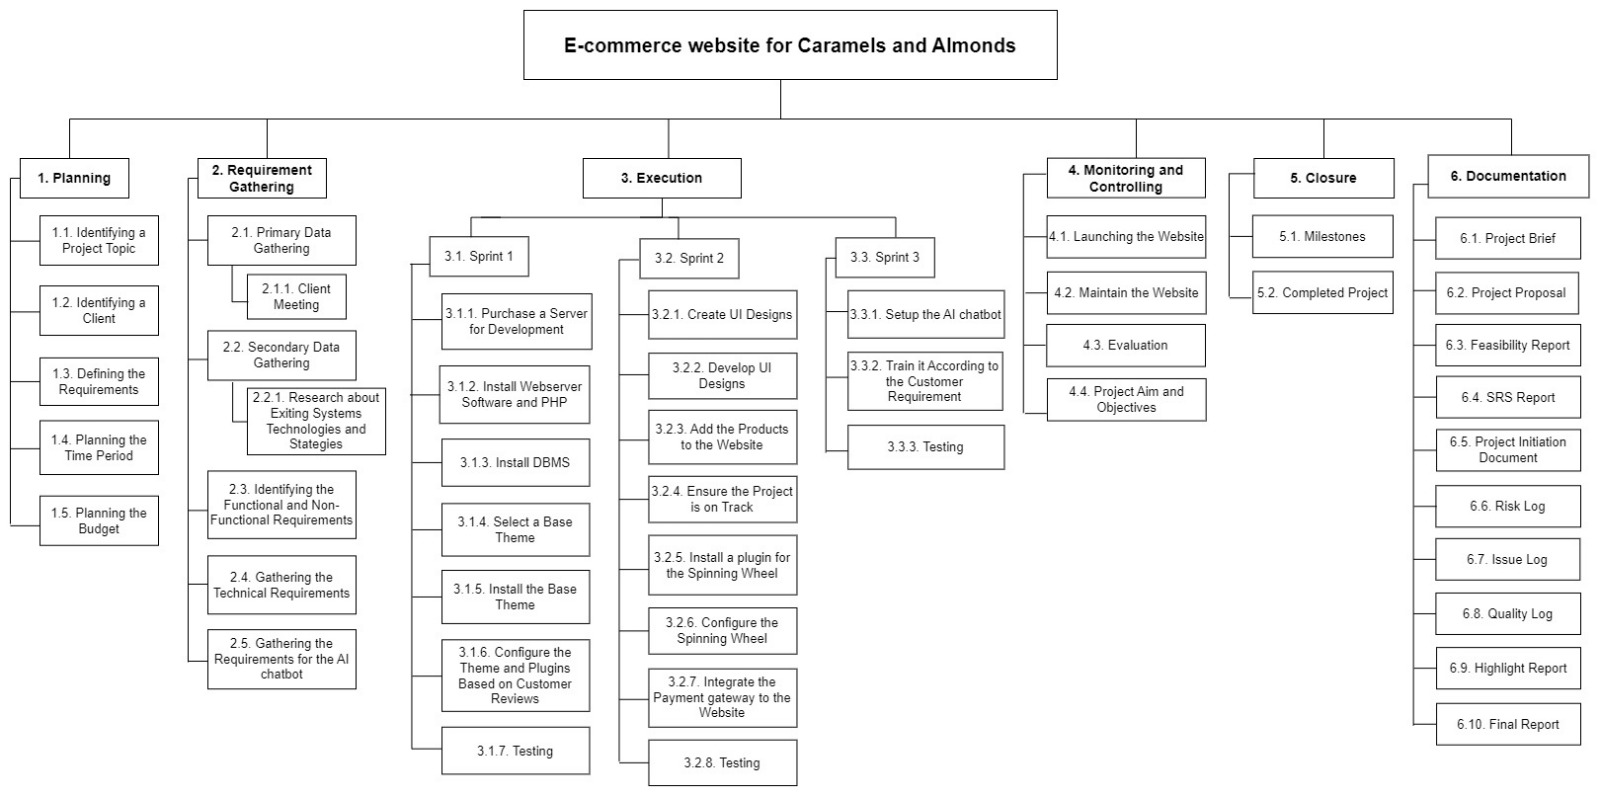 E-commerce website for Caramels and Almonds
1. Planning
1.1. Identifying a
Project Topic
1.2. Identifying a
Client
1.3. Defining the
Requirements
1.4. Planning the
Time Period
1.5. Planning the
Budget
2. Requirement
Gathering
2.1. Primary Data
Gathering
2.1.1. Client
Meeting
2.2. Secondary Data
Gathering
2.2.1. Research about
Exiting Systems
Technologies and
Stategies
2.3. Identifying the
Functional and Non-
Functional Requirements
2.4. Gathering the
Technical Requirements
2.5. Gathering the
Requirements for the AI
chatbot
3. Execution
3.1. Sprint 1
3.1.1. Purchase a Server
for Development
3.1.2. Install Webserver
Software and PHP
3.1.3. Install DBMS
3.1.4. Select a Base
Theme
3.1.5. Install the Base
Theme
3.1.6. Configure the
Theme and Plugins
Based on Customer
Reviews
3.1.7. Testing
3.2. Sprint 2
3.2.1. Create UI Designs
3.2.2. Develop UI
Designs
3.2.3. Add the Products
to the Website
3.2.4. Ensure the Project
is on Track
3.2.5. Install a plugin for
the Spinning Wheel
3.2.6. Configure the
Spinning Wheel
3.2.7. Integrate the
Payment gateway to the
Website
3.2.8. Testing
3.3. Sprint 3
3.3.1. Setup the AI chatbot
3.3.2. Train it According to
the Customer
Requirement
3.3.3. Testing
4. Monitoring and
Controlling
4.1. Launching the Website
4.2. Maintain the Website
4.3. Evaluation
4.4. Project Aim and
Objectives
5. Closure
5.1. Milestones
5.2. Completed Project
6. Documentation
6.1. Project Brief
6.2. Project Proposal
6.3. Feasibility Report
6.4. SRS Report
6.5. Project Initiation
Document
6.6. Risk Log
6.7. Issue Log
6.8. Quality Log
6.9. Highlight Report
6.10. Final Report